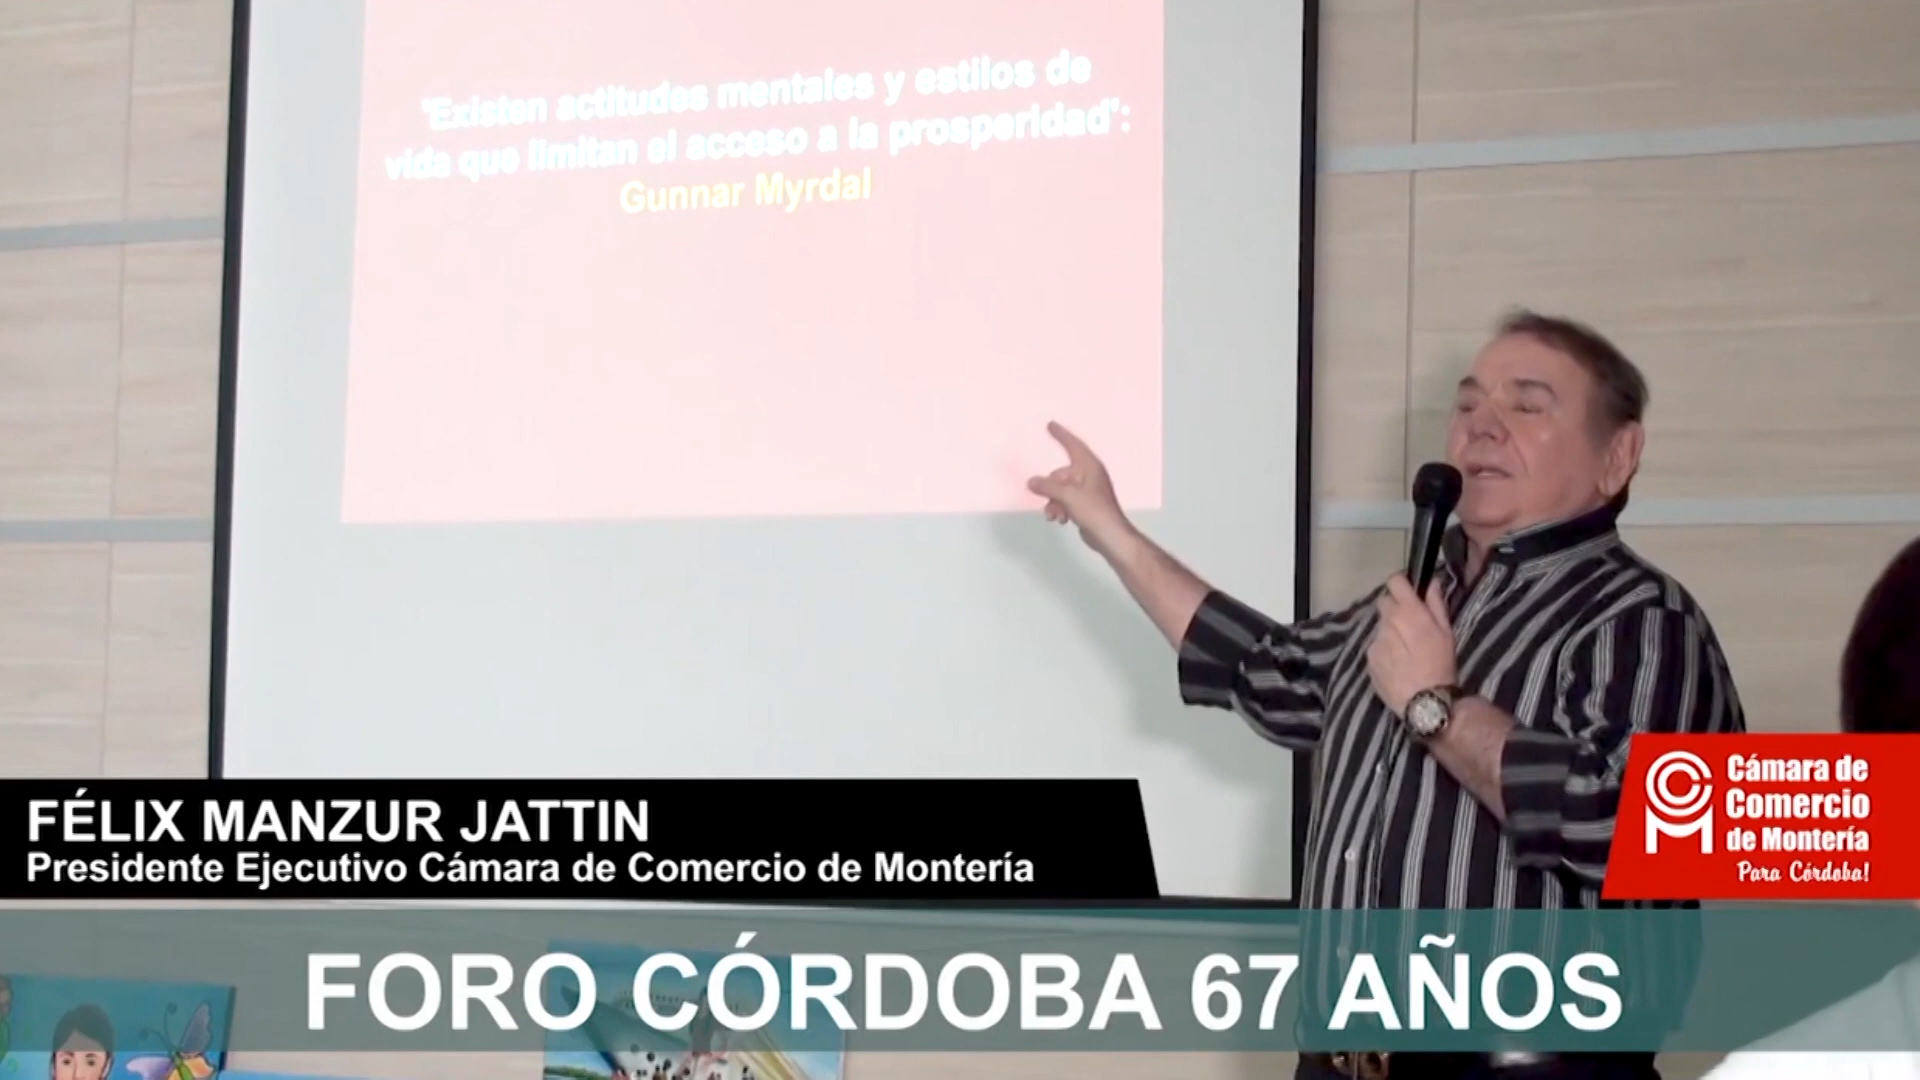 "Existen actitudes mentales y estilos de
vida que limitan el acceso a la prosperidad":
Gunnar Myrdal
FÉLIX MANZUR JATTIN
Presidente Ejecutivo Cámara de Comercio de Montería
Cámara de
Comercio
de Montería
Para Córdoba!
FORO CÓRDOBA 67 AÑOS